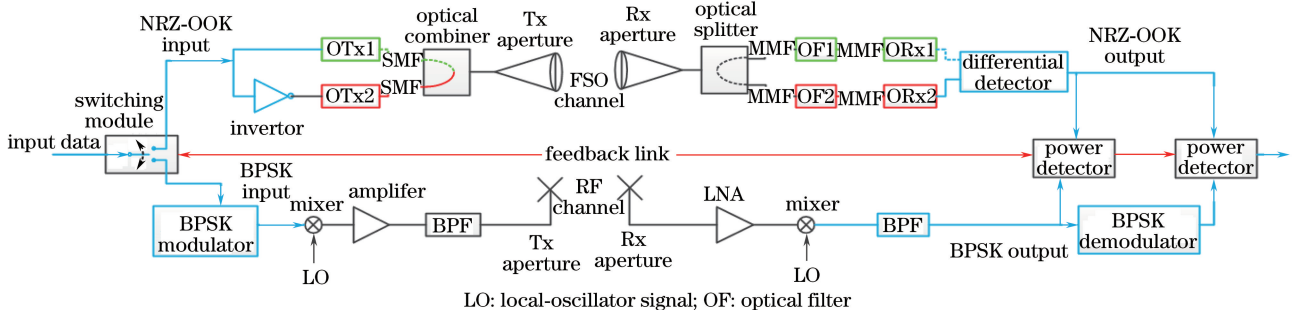 NRZ-OOK
input
OTx1
SMF
optical
combiner
Tx
aperture
FSO
channel
Rx
aperture
optical
splitter
MMF
OF1
MMF
ORx1
NRZ-OOK
output
differential
detector
switching
module
invertor
OTx2
SMF
MMF
OF2
MMF
ORx2
input data
feedback link
power
detector
power
detector
BPSK
input
BPSK
modulator
mixer
LO
amplifer
BPF
RF
channel
Tx
aperture
Rx
aperture
LNA
mixer
LO
BPF
BPSK output
BPSK
demodulator
LO: local-oscillator signal; OF: optical filter